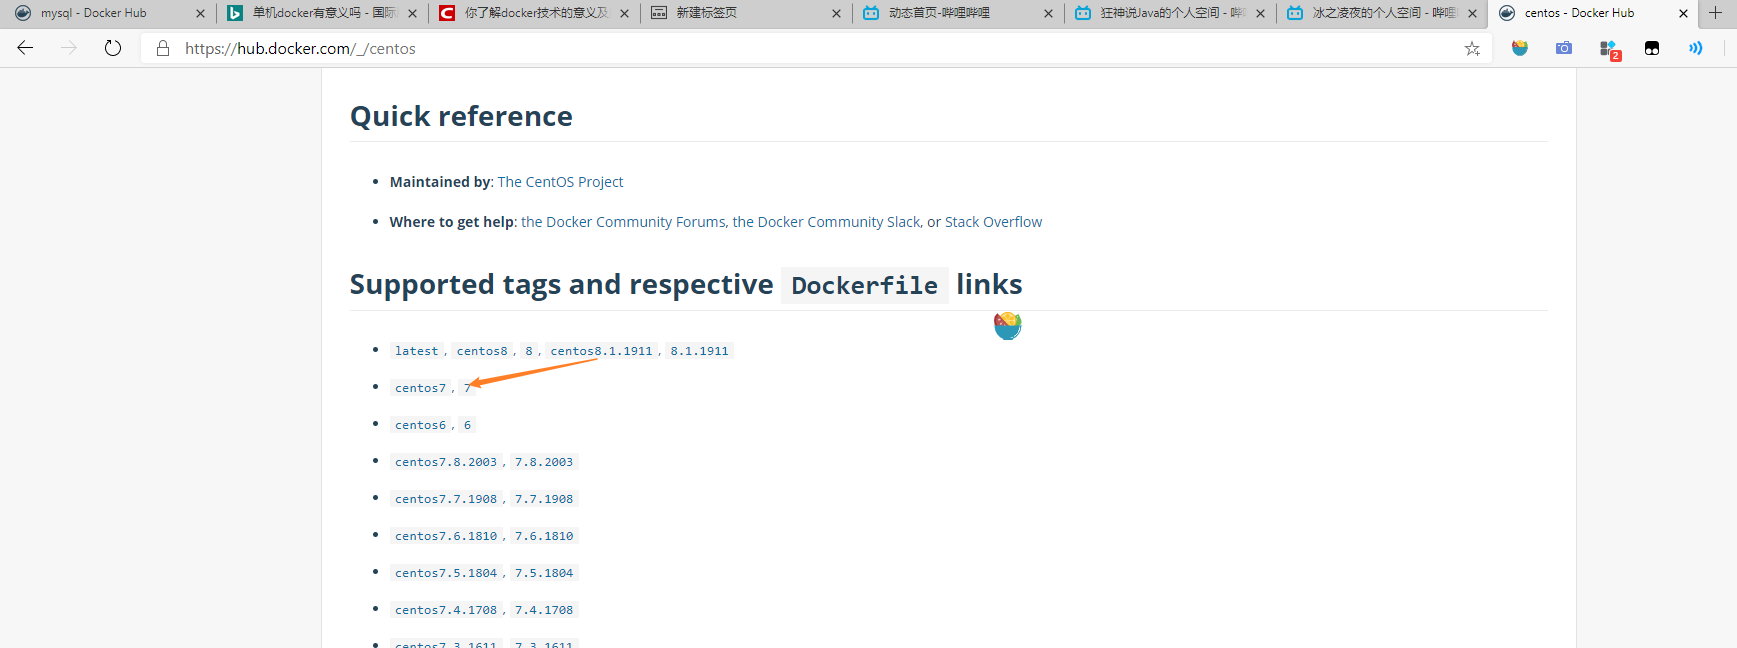 mysql - Docker Hub
单机docker有意义吗 - 国际
你了解docker技术的意义及
新建标签页
动态首页-哔哩哔哩
狂神说Java的个人空间 - 哔
冰之凌夜的个人空间 - 哔哩
centos - Docker Hub
https://hub.docker.com/_/centos
2
Quick reference
Maintained by: The CentOS Project
Where to get help: the Docker Community Forums, the Docker Community Slack, or Stack Overflow
Supported tags and respective Dockerfile links
latest, centos8, 8, centos8.1.1911, 8.1.1911
centos7, 7
centos6, 6
centos7.8.2003, 7.8.2003
centos7.7.1908, 7.7.1908
centos7.6.1810, 7.6.1810
centos7.5.1804, 7.5.1804
centos7.4.1708, 7.4.1708
centos7.3.1611, 7.3.1611